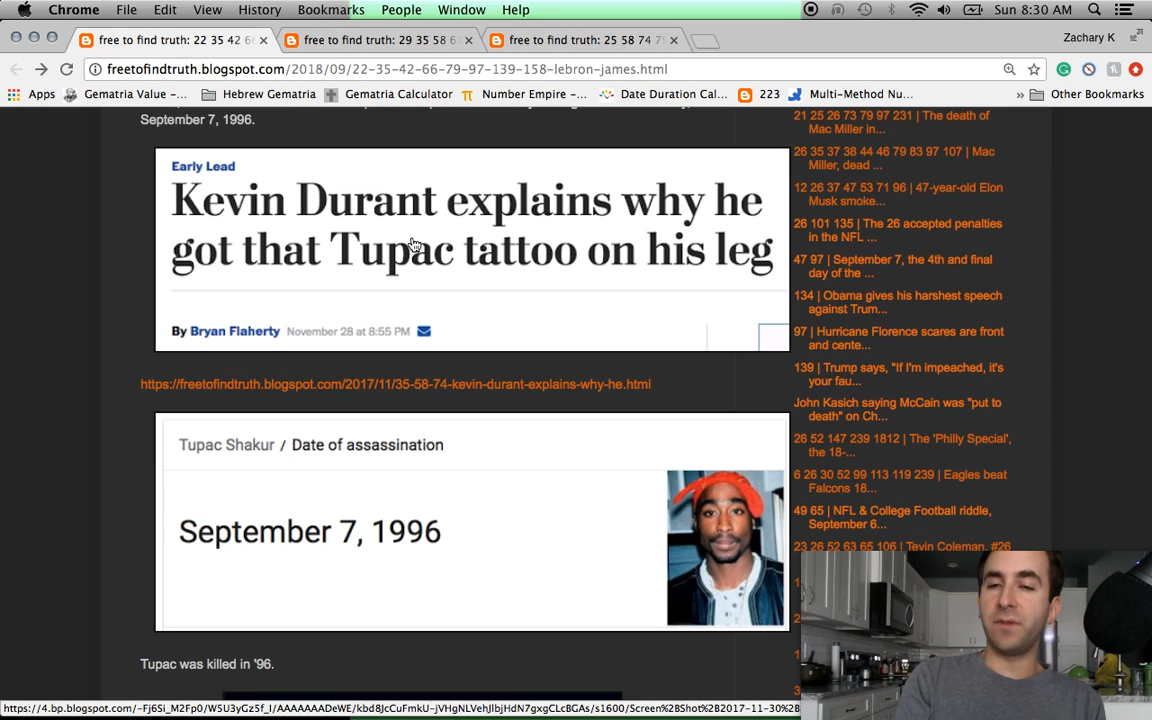 Chrome File Edit View History Bookmarks People Window Help Sun 8:30 AM
free to find truth: 22 35 42 66 free to find truth: 29 35 58 free to find truth: 25 58 74 79 Zachary K
freetofindtruth.blogspot.com/2018/09/22-35-42-66-79-97-139-158-lebron-james.html
Apps Gematria Value -... Hebrew Gematria Gematria Calculator Number Empire -... Date Duration Cal... 223 Multi-Method Nu... » Other Bookmarks
September 7, 1996.
Early Lead
Kevin Durant explains why he
got that Tupac tattoo on his leg
By Bryan Flaherty November 28 at 8:55 PM
https://freetofindtruth.blogspot.com/2017/11/35-58-74-kevin-durant-explains-why-he.html
Tupac Shakur / Date of assassination
September 7, 1996
Tupac was killed in '96.
21 25 26 73 79 97 231 | The death of
Mac Miller in...
26 35 37 38 44 46 79 83 97 107 | Mac
Miller, dead ...
12 26 37 47 53 71 96 | 47-year-old Elon
Musk smoke...
26 101 135 | The 26 accepted penalties
in the NFL ...
47 97 | September 7, the 4th and final
day of the ...
134 | Obama gives his harshest speech
against Trum...
97 | Hurricane Florence scares are front
and cente...
139 | Trump says, "If I'm impeached, it's
your fau...
John Kasich saying McCain was "put to
death" on Ch...
26 52 147 239 1812 | The 'Philly Special',
the 18-...
6 26 30 52 99 113 119 239 | Eagles beat
Falcons 18...
49 65 | NFL & College Football riddle,
September 6...
23 26 52 63 65 106 | Tevin Coleman, #26